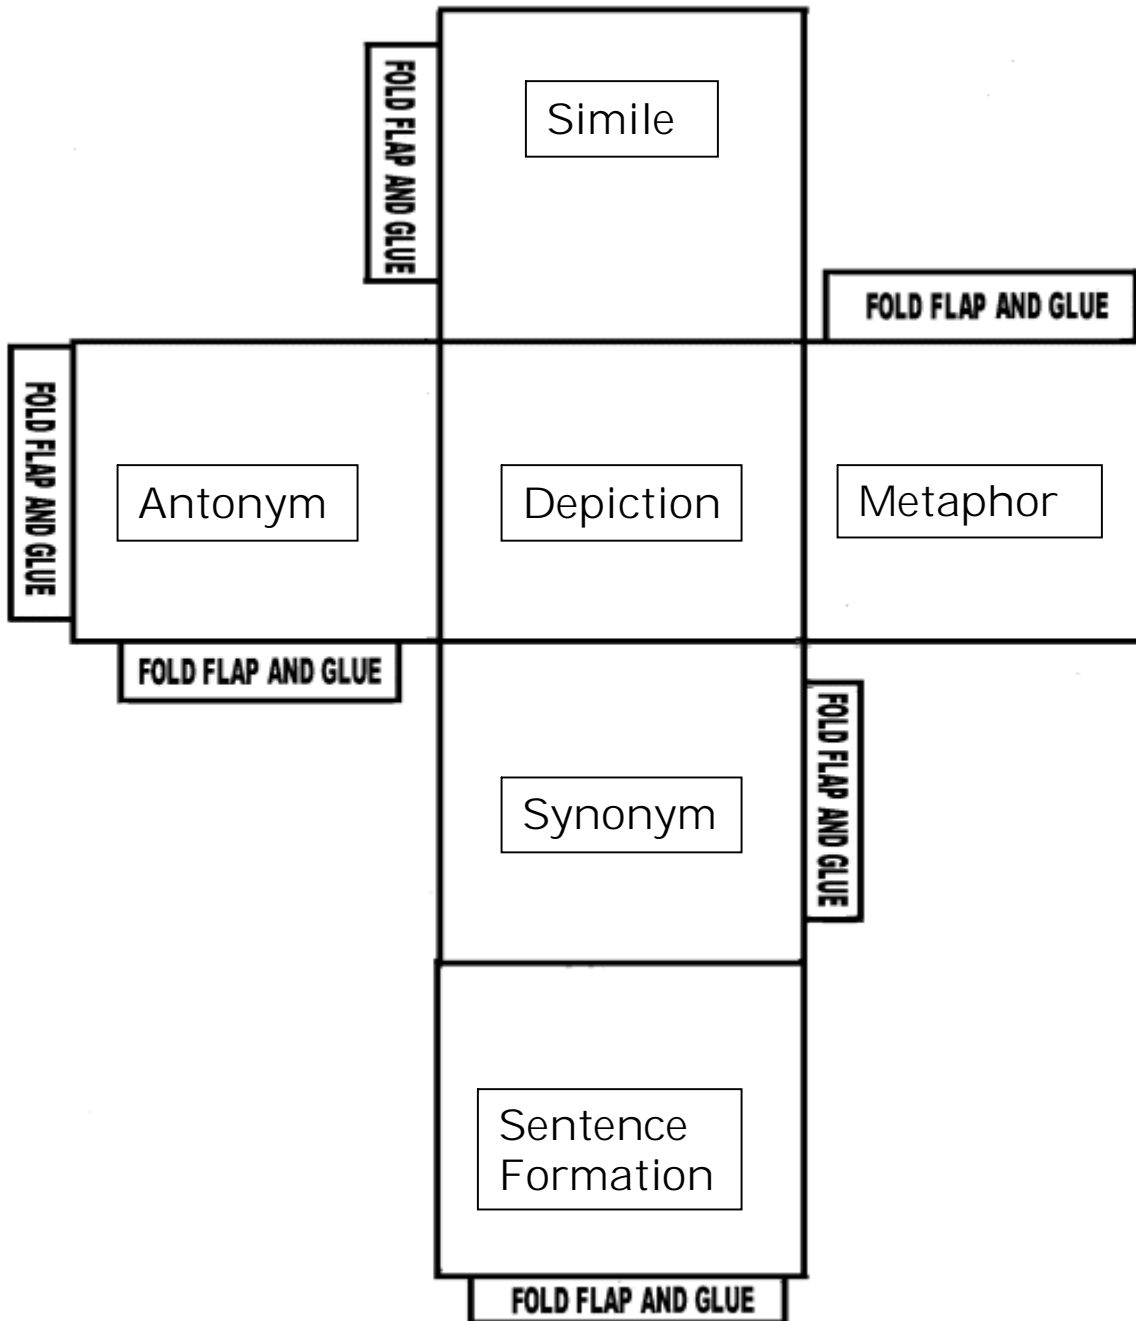 Simile
FOLD FLAP AND GLUE
FOLD FLAP AND GLUE
FOLD FLAP AND GLUE
Antonym
Depiction
Metaphor
FOLD FLAP AND GLUE
Synonym
FOLD FLAP AND GLUE
Sentence
Formation
FOLD FLAP AND GLUE